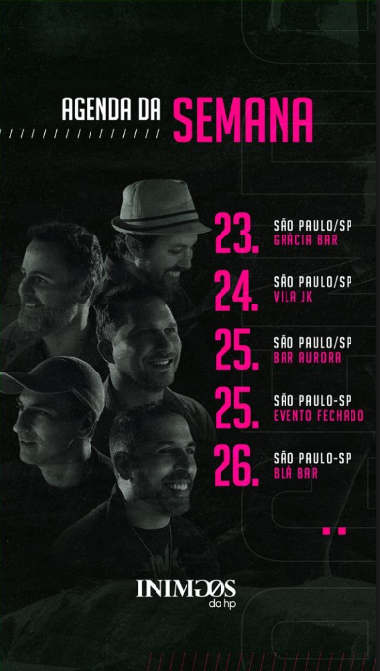 AGENDA DA
SEMANA
23.
SÃO PAULO/SP
GRÁCIA BAR
24.
SÃO PAULO/SP
VILA JK
25.
SÃO PAULO/SP
BAR AURORA
25.
SÃO PAULO-SP
EVENTO FECHADO
26.
SÃO PAULO-SP
BLÁ BAR
INIMIGOS
da hp